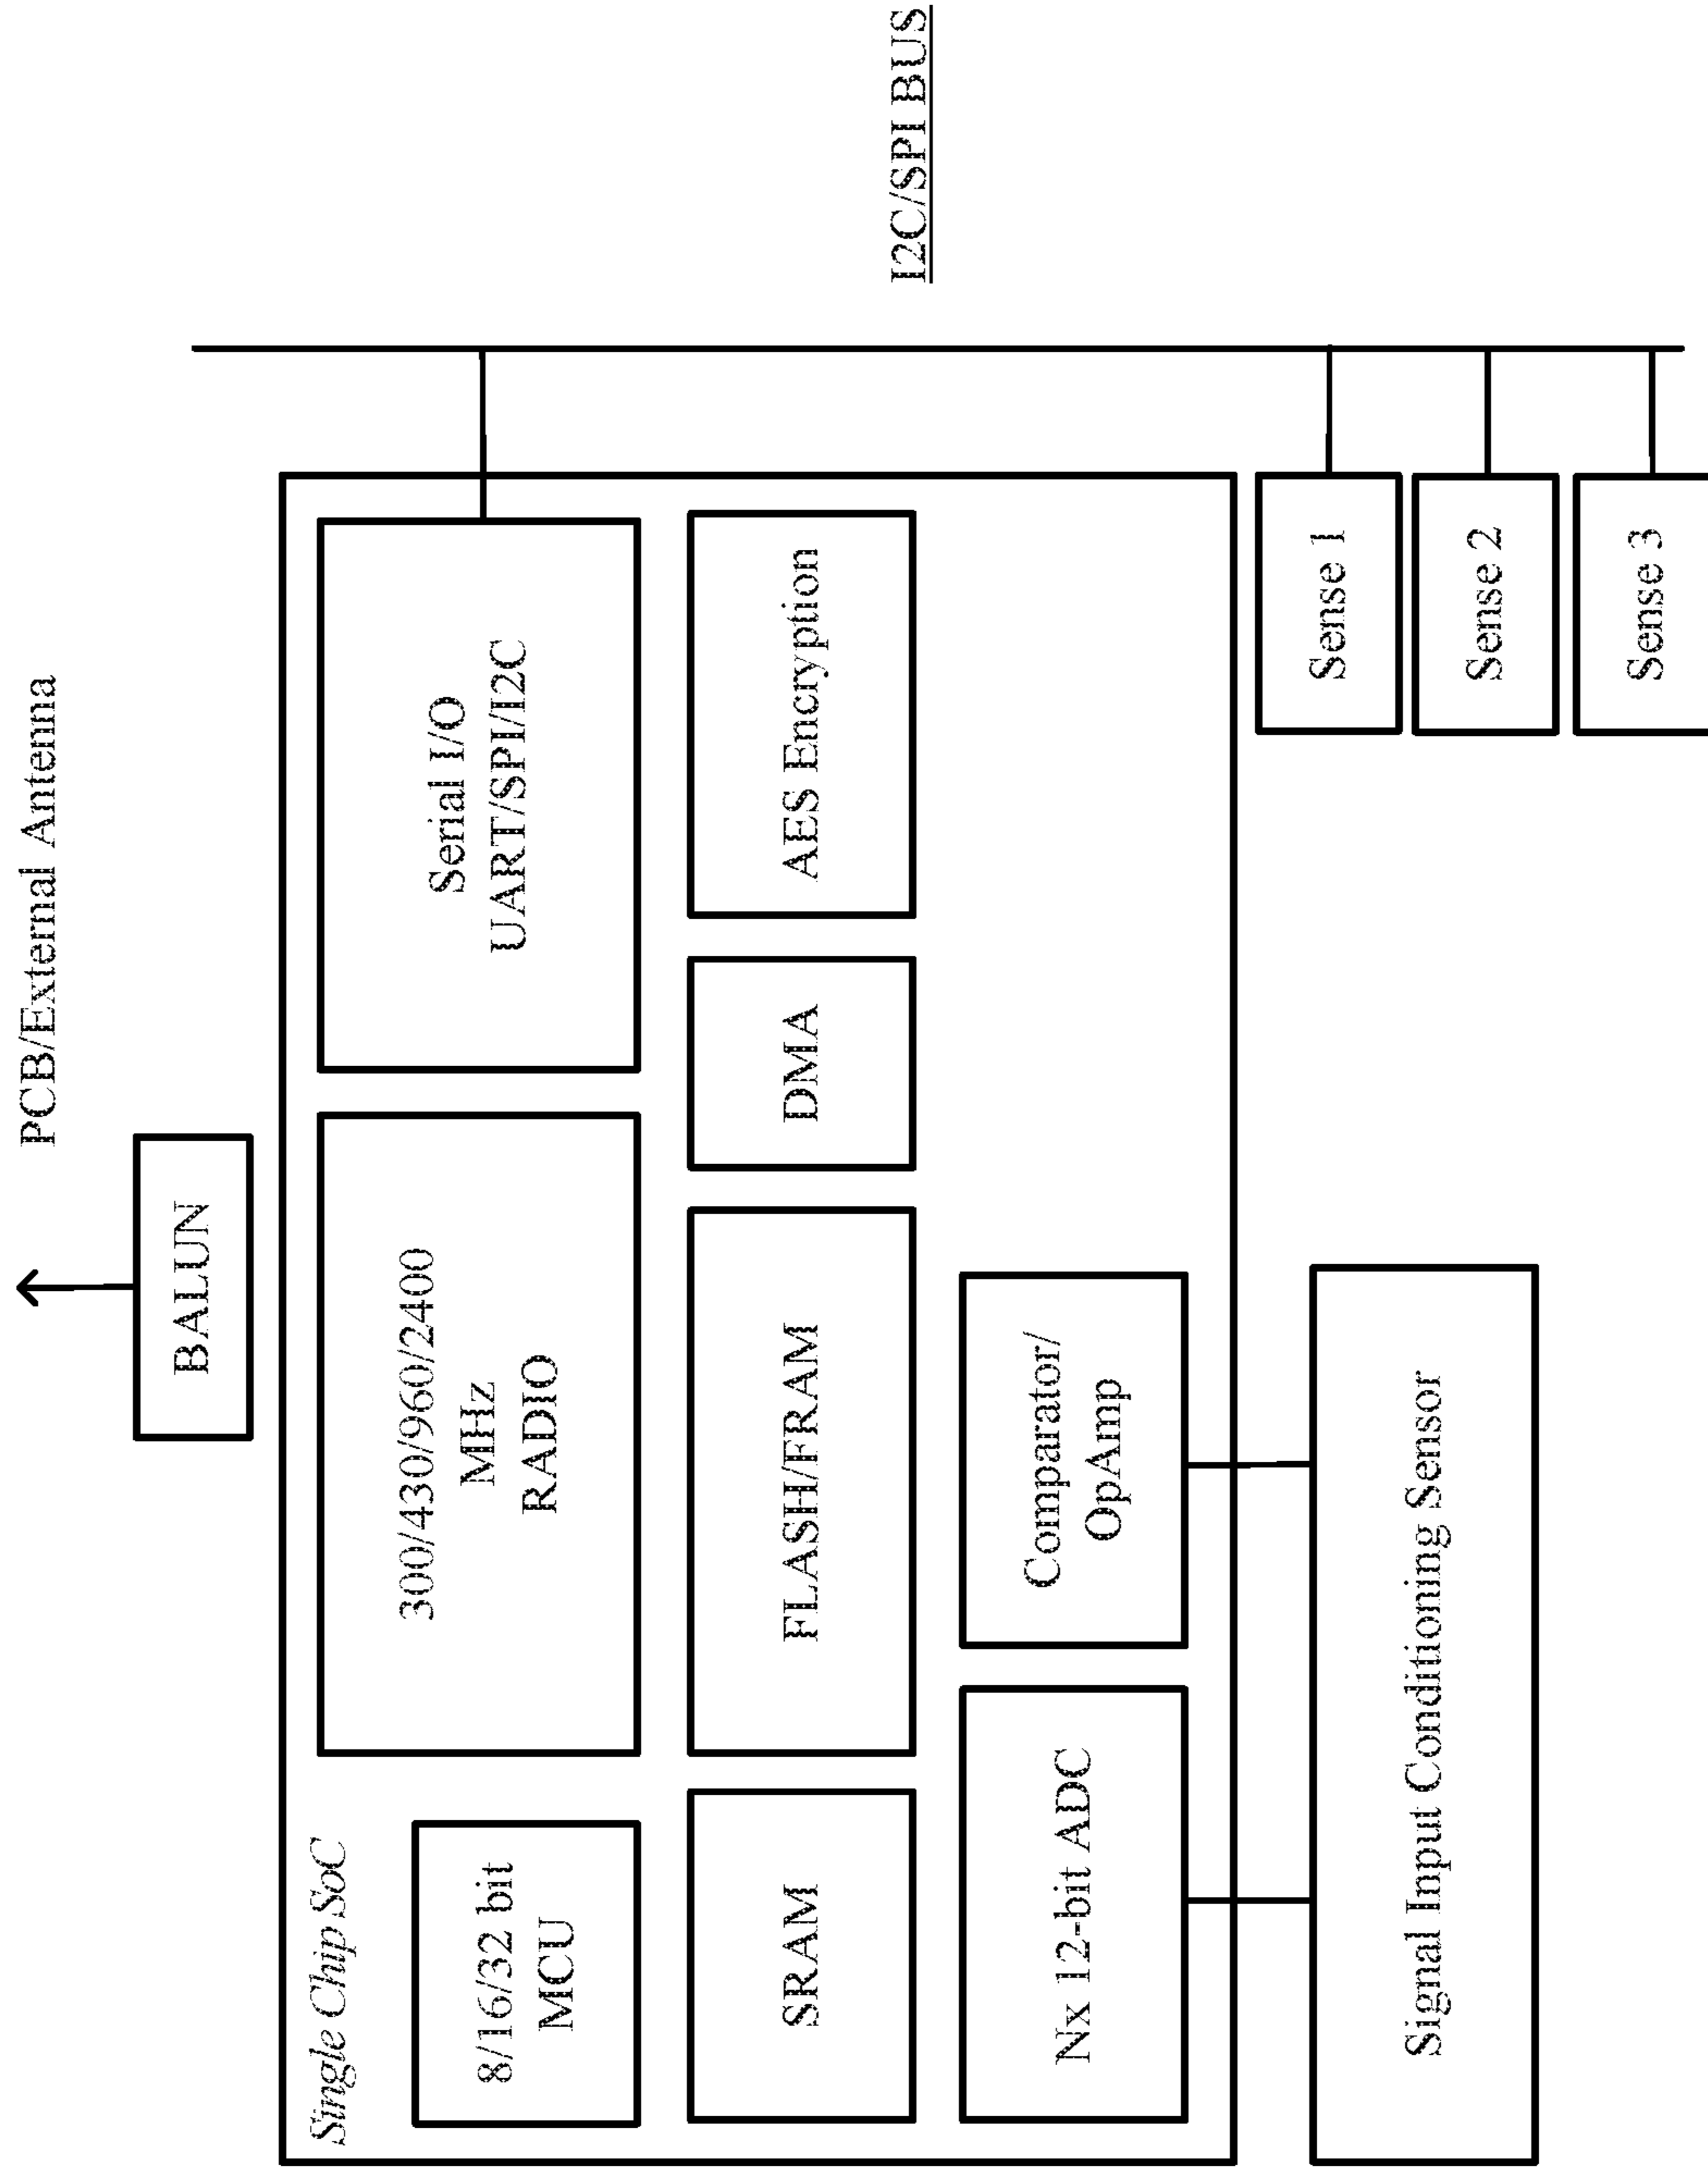 PCB/External Antenna
BALUN
Single Chip SoC
8/16/32 bit
MCU
300/430/960/2400
MHz
RADIO
Serial I/O
UART/SPI/I2C
SRAM
FLASH/FRAM
DMA
AES Encryption
Nx 12-bit ADC
Comparator/
OpAmp
Signal Input Conditioning Sensor
Sense 1
Sense 2
Sense 3
I2C/SPI BUS